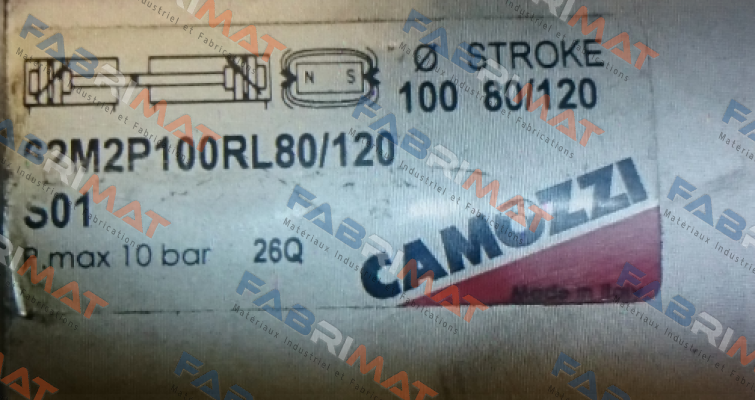 N S
Ø STROKE
100 80/120
62M2P100RL80/120
S01
P.max 10 bar 26Q
CAMOZZI
Made in Italy
FABRIMAT
Matériaux Industriel et Fabrications